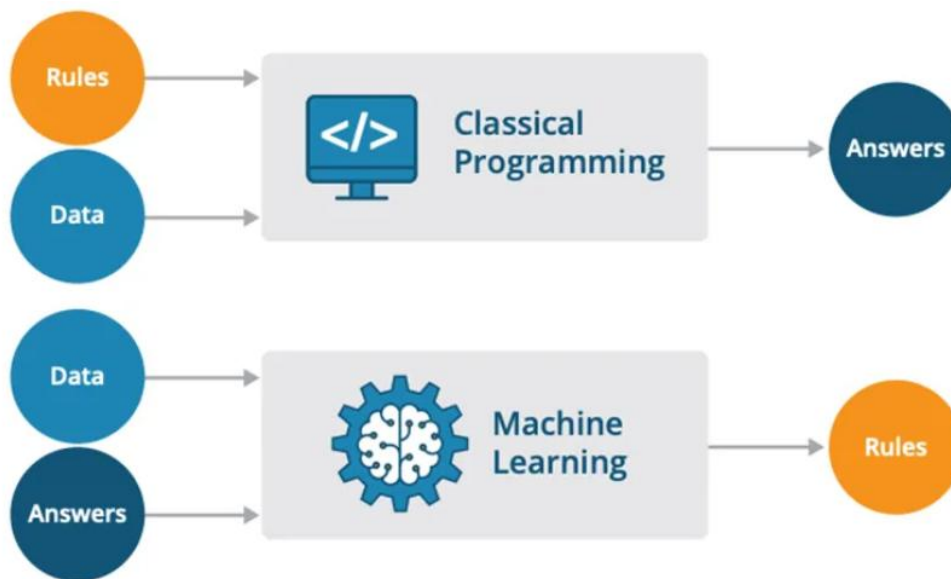 Rules
Data
</>
Classical
Programming
Answers
Data
Answers
Machine
Learning
Rules